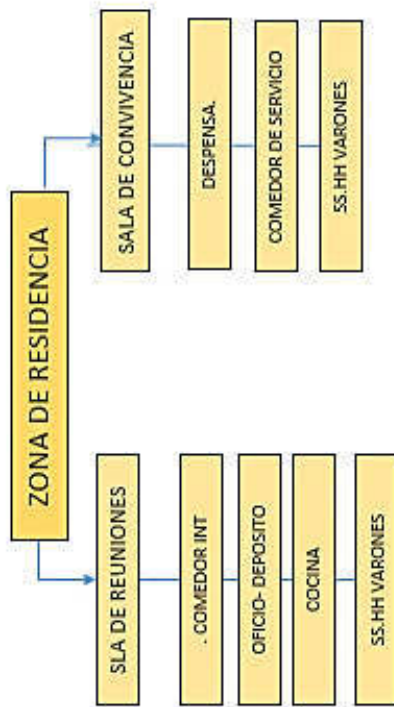 ZONA DE RESIDENCIA
SLA DE REUNIONES
. COMEDOR INT
OFICIO- DEPOSITO
COCINA
SS.HH VARONES
SALA DE CONVIVENCIA
DESPENSA.
COMEDOR DE SERVICIO
SS.HH VARONES